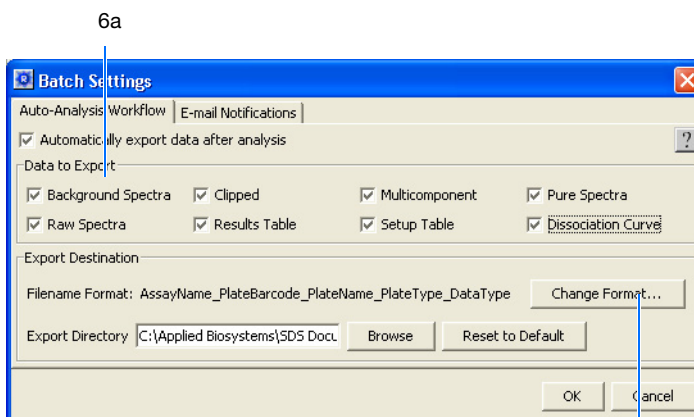 6a
Batch Settings
Auto-Analysis Workflow E-mail Notifications
Automatically export data after analysis ?
Data to Export
Background Spectra Clipped Multicomponent Pure Spectra
Raw Spectra Results Table Setup Table Dissociation Curve
Export Destination
Filename Format: AssayName_PlateBarcode_PlateName_PlateType_DataType Change Format...
Export Directory C:\Applied Biosystems\SDS Docu Browse Reset to Default
OK Cancel